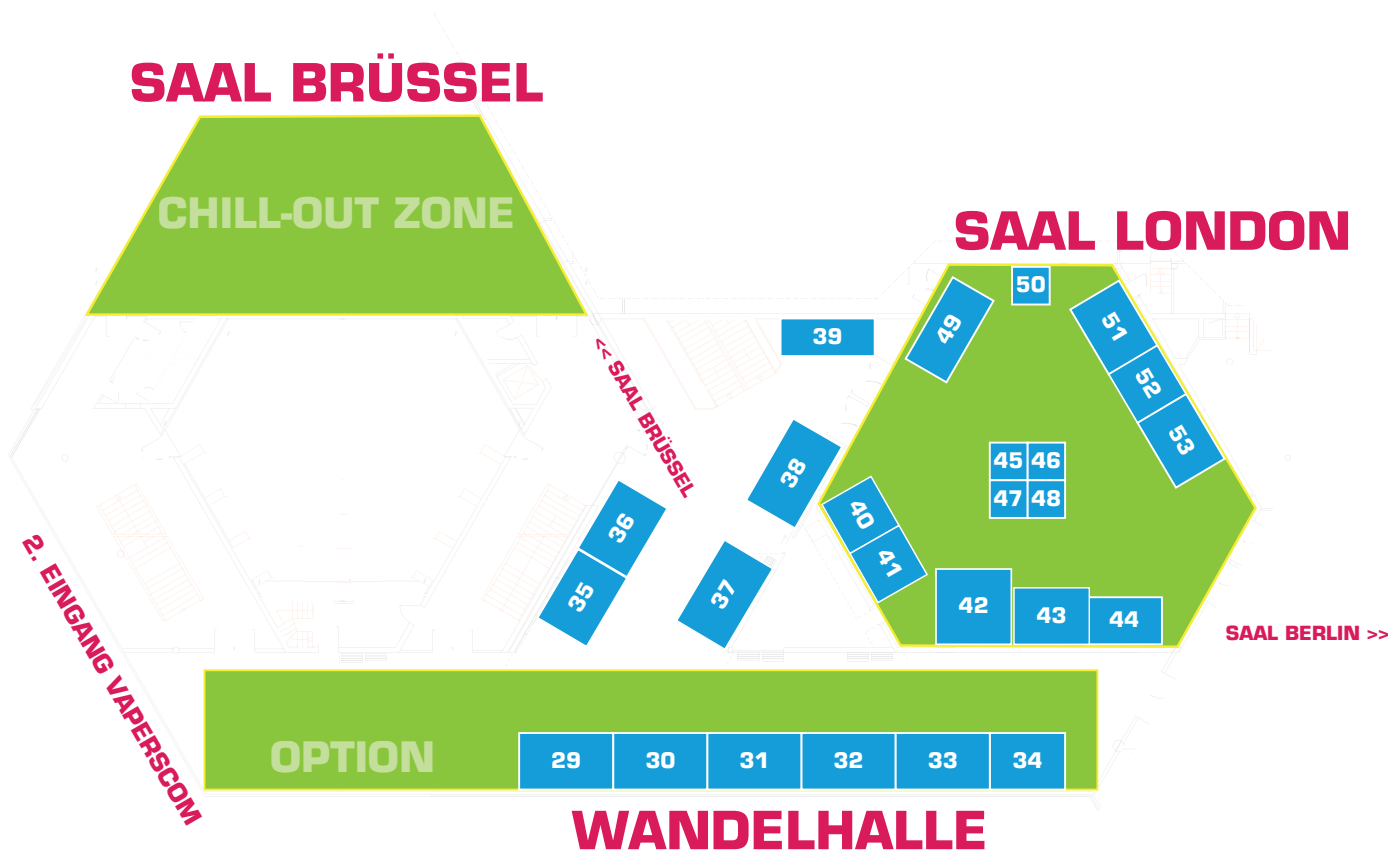 SAAL BRÜSSEL
CHILL-OUT ZONE
SAAL LONDON
50
49
51
39
52
<< SAAL BRÜSSEL
53
38
45 46
47 48
36
40
35
37
41
42
43
44
SAAL BERLIN >>
2. EINGANG VAPERSCOM
OPTION
29 30 31 32 33 34
WANDELHALLE